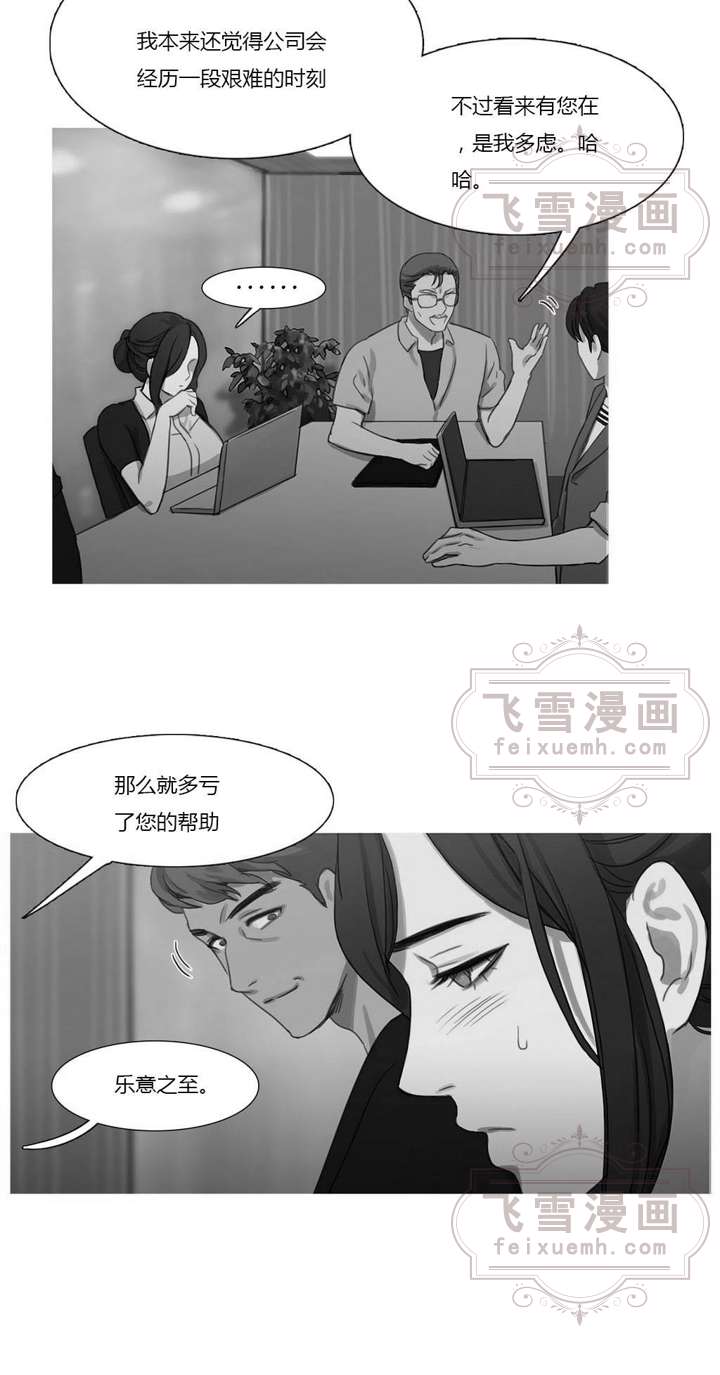 我本来还觉得公司会
经历一段艰难的时刻
不过看来有您在
，是我多虑。哈
哈。
飞雪漫画
feixuemh.com
······
飞雪漫画
feixuemh.com
那么就多亏
了您的帮助
乐意之至。
飞雪漫画
feixuemh.com